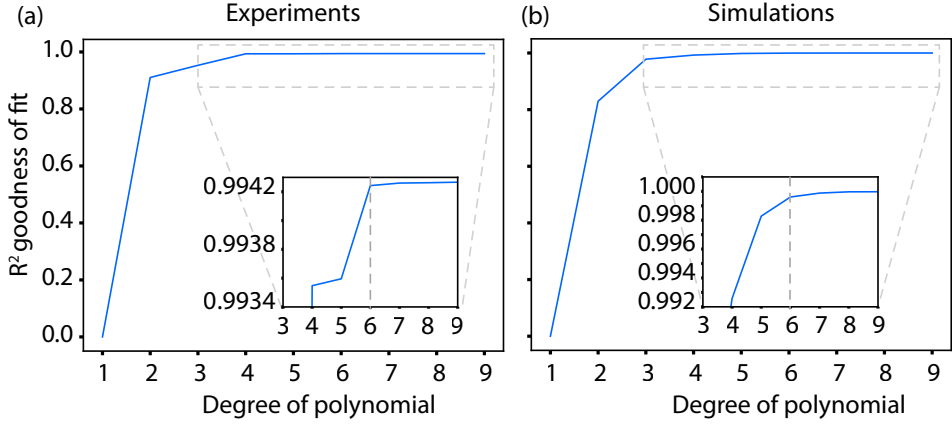 (a)
Experiments
R² goodness of fit
1.0
0.8
0.6
0.4
0.2
0.0
0.9942
0.9938
0.9934
3 4 5 6 7 8 9
1 2 3 4 5 6 7 8 9
Degree of polynomial
(b)
Simulations
1.000
0.998
0.996
0.994
0.992
3 4 5 6 7 8 9
1 2 3 4 5 6 7 8 9
Degree of polynomial